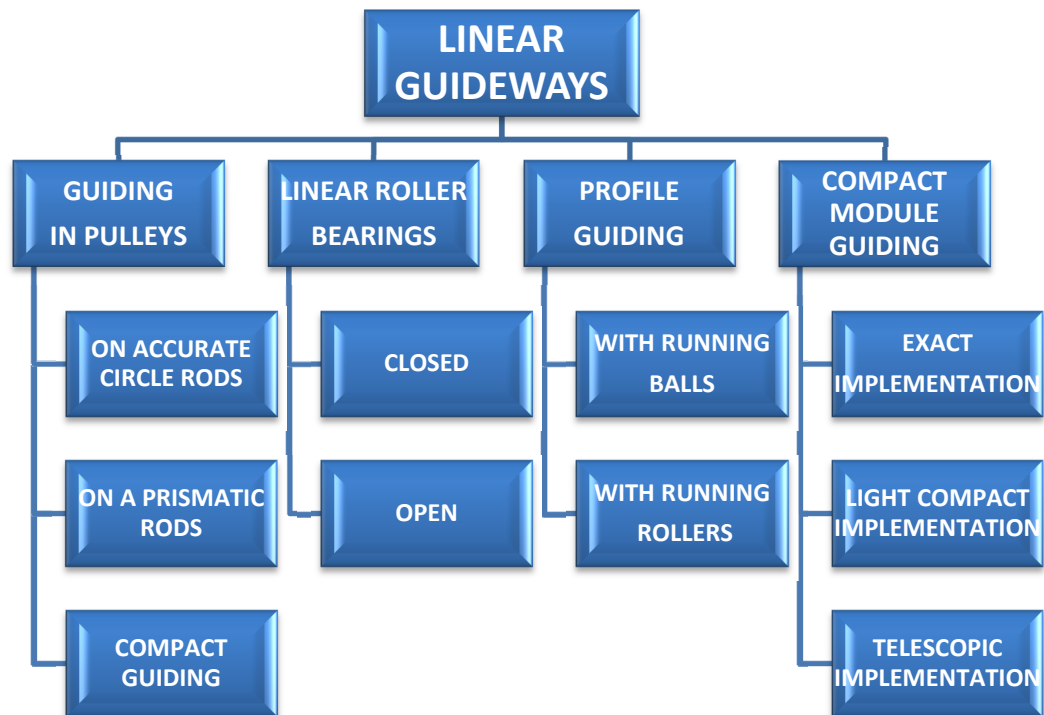 LINEAR
GUIDEWAYS
GUIDING
IN PULLEYS
LINEAR ROLLER
BEARINGS
PROFILE
GUIDING
COMPACT
MODULE
GUIDING
ON ACCURATE
CIRCLE RODS
CLOSED
WITH RUNNING
BALLS
EXACT
IMPLEMENTATION
ON A PRISMATIC
RODS
OPEN
WITH RUNNING
ROLLERS
LIGHT COMPACT
IMPLEMENTATION
COMPACT
GUIDING
TELESCOPIC
IMPLEMENTATION